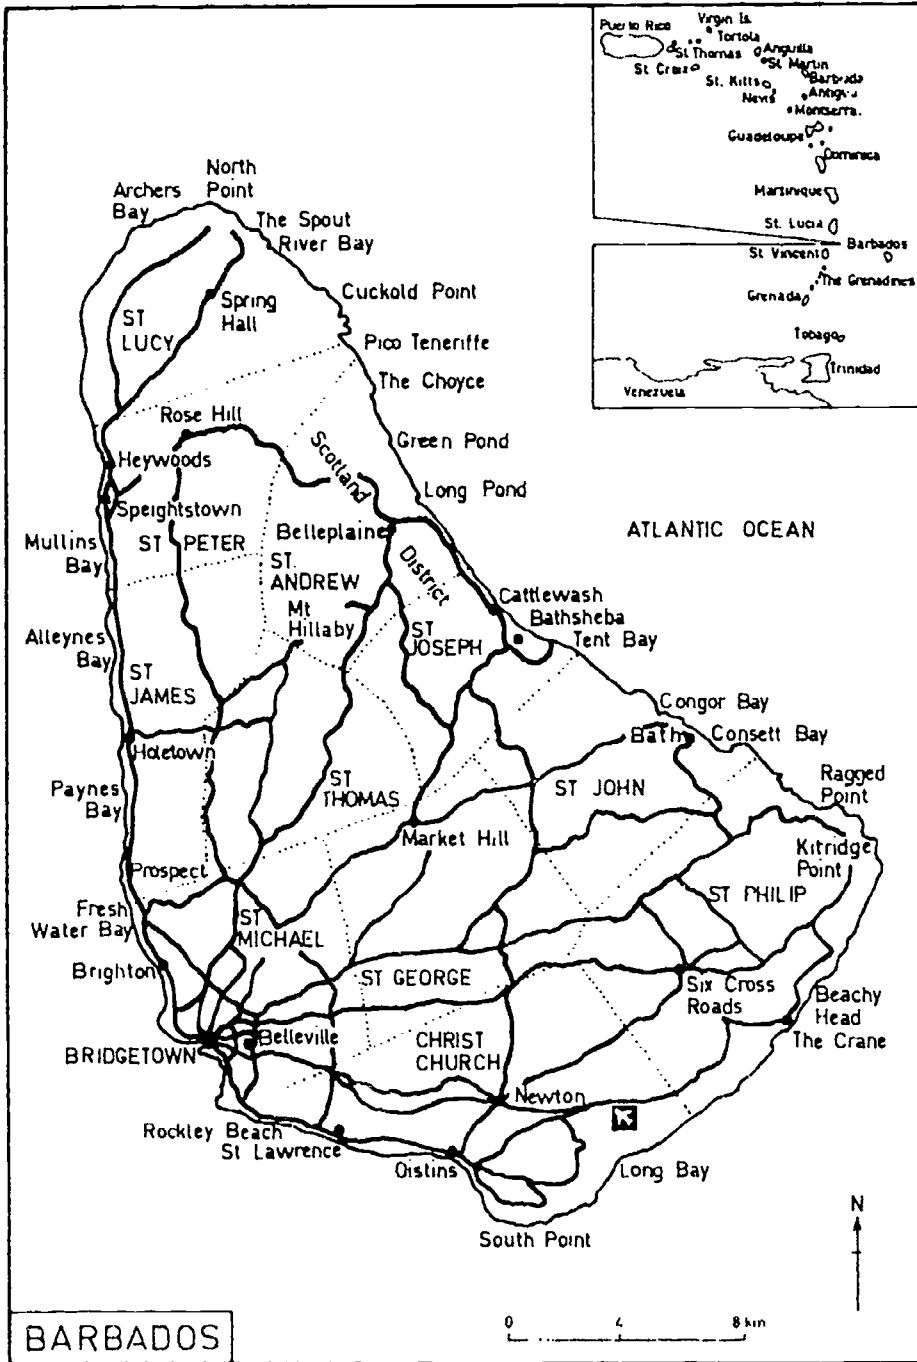 Puerto Rico
Virgin Is.
Tortola
St Thomas
Anguilla
St. Martin
St. Croix
Barbuda
St. Kitts
Antigua
Nevis
Montserra.
Guadeloupe
Dominica
Martinique
St. Lucia
Barbados
St Vincent
The Grenadines
Grenada
Tobago
Trinidad
Venezuela
North
Point
Archers
Bay
The Spout
River Bay
Cuckold Point
Spring
Hall
ST
LUCY
Pico Teneriffe
The Choyce
Rose Hill
Green Pond
Scotland
Heywoods
Long Pond
Speightstown
Belleplaine
ATLANTIC OCEAN
Mullins
Bay
ST PETER
District
ST
ANDREW
Cattlewash
Bathsheba
Tent Bay
Mt
Hillaby
Alleynes
Bay
ST
JOSEPH
ST
JAMES
Congor Bay
Bath
Consett Bay
Holetown
Ragged
Point
Paynes
Bay
ST
THOMAS
ST JOHN
Market Hill
Kitridge
Point
Prospect
ST PHILIP
Fresh
Water Bay
ST
MICHAEL
Brighton
ST GEORGE
Six Cross
Roads
Beachy
Head
The Crane
Belleville
BRIDGETOWN
CHRIST
CHURCH
Newton
Rockley Beach
St Lawrence
Oistins
Long Bay
South Point
N
0 4 8 km
BARBADOS